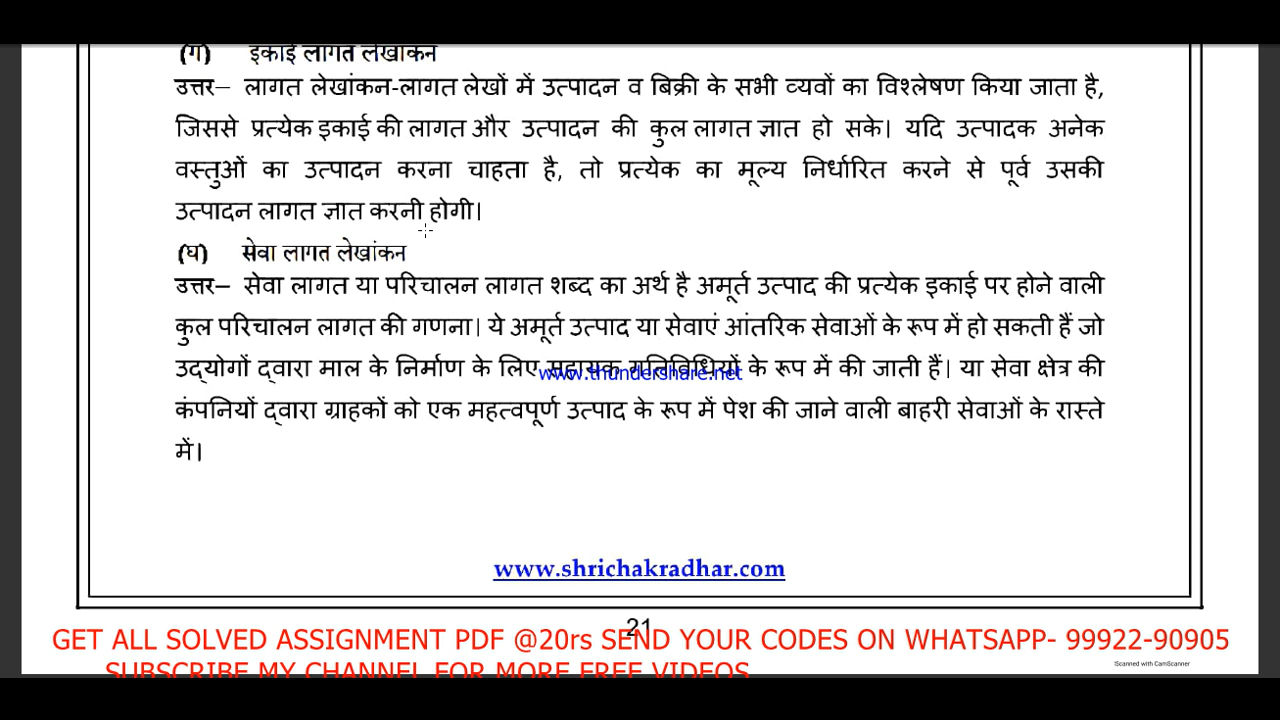 (ग) इकाई लागत लेखांकन
उत्तर– लागत लेखांकन-लागत लेखों में उत्पादन व बिक्री के सभी व्यवों का विश्लेषण किया जाता है,
जिससे प्रत्येक इकाई की लागत और उत्पादन की कुल लागत ज्ञात हो सके। यदि उत्पादक अनेक
वस्तुओं का उत्पादन करना चाहता है, तो प्रत्येक का मूल्य निर्धारित करने से पूर्व उसकी
उत्पादन लागत ज्ञात करनी होगी।
(घ) सेवा लागत लेखांकन
उत्तर– सेवा लागत या परिचालन लागत शब्द का अर्थ है अमूर्त उत्पाद की प्रत्येक इकाई पर होने वाली
कुल परिचालन लागत की गणना। ये अमूर्त उत्पाद या सेवाएं आंतरिक सेवाओं के रूप में हो सकती हैं जो
उद्योगों द्वारा माल के निर्माण के लिए सहायक गतिविधियों के रूप में की जाती हैं। या सेवा क्षेत्र की
www.thundershare.net
कंपनियों द्वारा ग्राहकों को एक महत्वपूर्ण उत्पाद के रूप में पेश की जाने वाली बाहरी सेवाओं के रास्ते
में।
www.shrichakradhar.com
21
GET ALL SOLVED ASSIGNMENT PDF @20rs SEND YOUR CODES ON WHATSAPP- 99922-90905
Scanned with CamScanner
SUBSCRIBE MY CHANNEL FOR MORE FREE VIDEOS